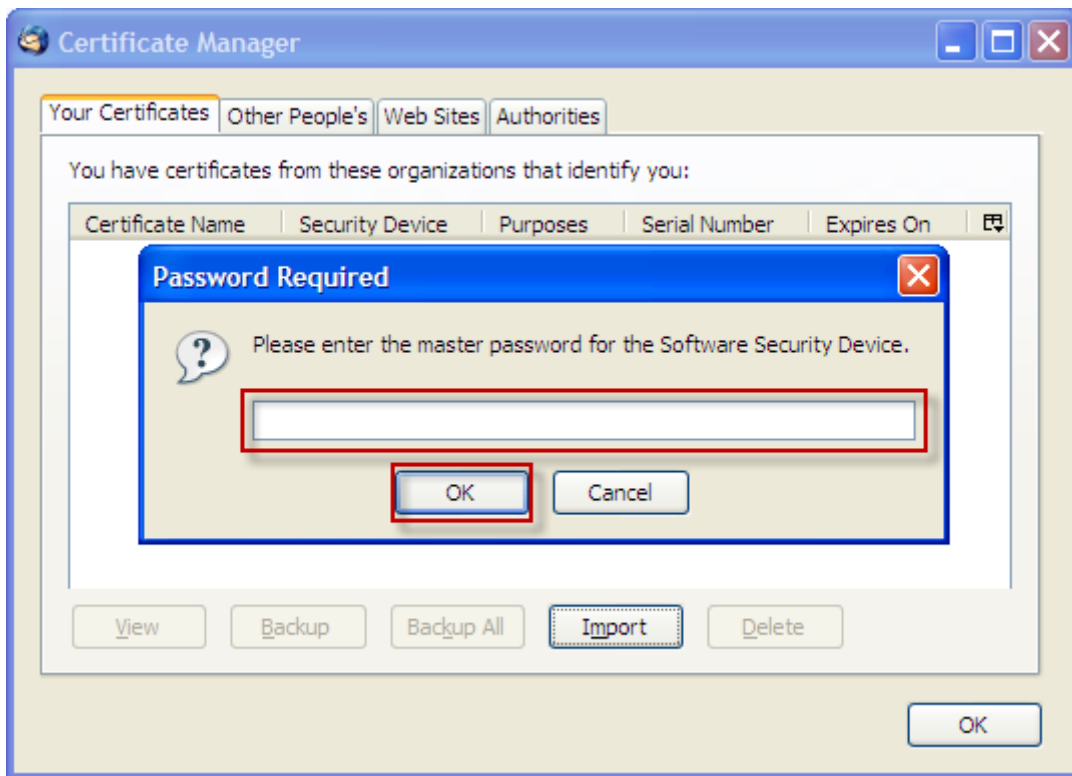 Certificate Manager
Your Certificates Other People's Web Sites Authorities
You have certificates from these organizations that identify you:
Certificate Name Security Device Purposes Serial Number Expires On
Password Required
Please enter the master password for the Software Security Device.
OK Cancel
View Backup Backup All Import Delete
OK